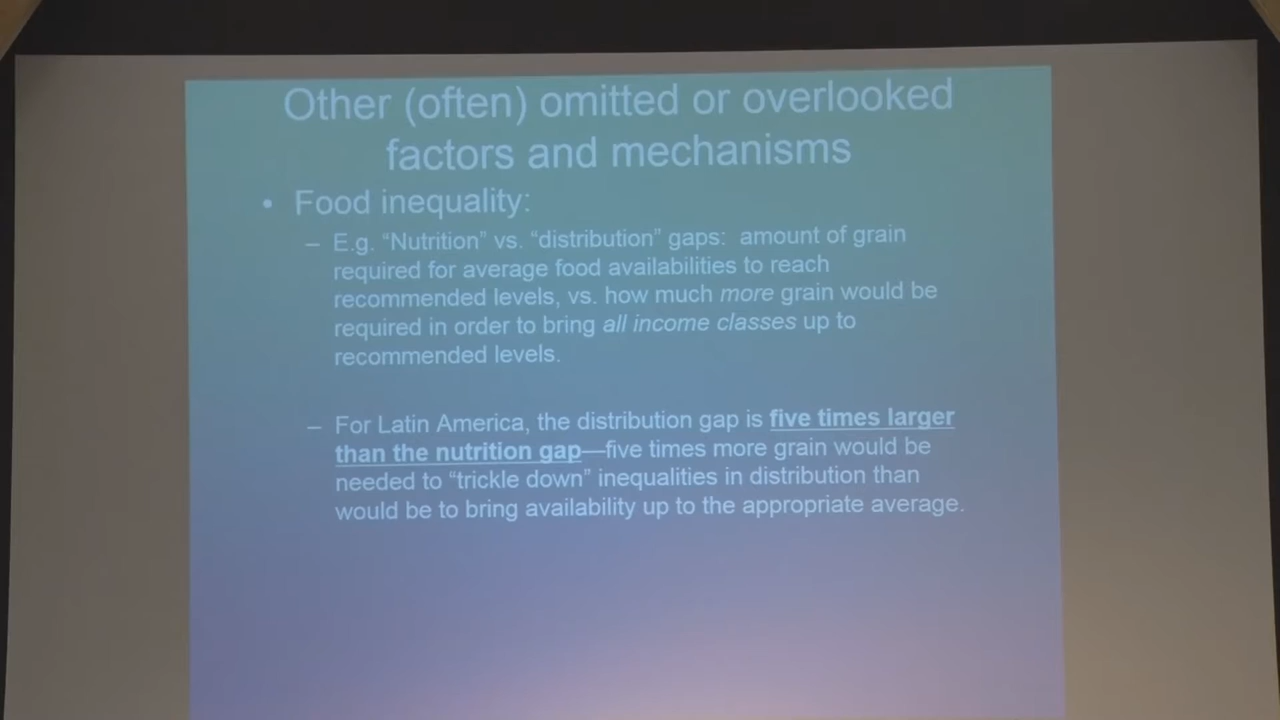 Other (often) omitted or overlooked
factors and mechanisms
• Food inequality:
– E.g. “Nutrition” vs. “distribution” gaps: amount of grain
required for average food availabilities to reach
recommended levels, vs. how much more grain would be
required in order to bring all income classes up to
recommended levels.
– For Latin America, the distribution gap is five times larger
than the nutrition gap—five times more grain would be
needed to “trickle down” inequalities in distribution than
would be to bring availability up to the appropriate average.